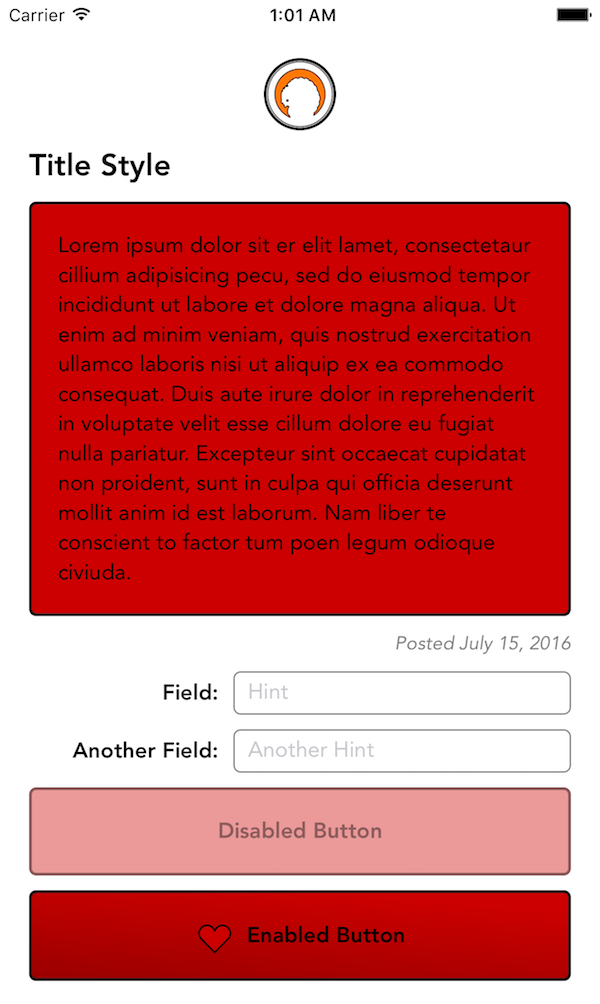 Carrier 1:01 AM
Title Style
Lorem ipsum dolor sit er elit lamet, consectetaur
cillium adipisicing pecu, sed do eiusmod tempor
incididunt ut labore et dolore magna aliqua. Ut
enim ad minim veniam, quis nostrud exercitation
ullamco laboris nisi ut aliquip ex ea commodo
consequat. Duis aute irure dolor in reprehenderit
in voluptate velit esse cillum dolore eu fugiat
nulla pariatur. Excepteur sint occaecat cupidatat
non proident, sunt in culpa qui officia deserunt
mollit anim id est laborum. Nam liber te
conscient to factor tum poen legum odioque
civiuda.
Posted July 15, 2016
Field: Hint
Another Field: Another Hint
Disabled Button
Enabled Button